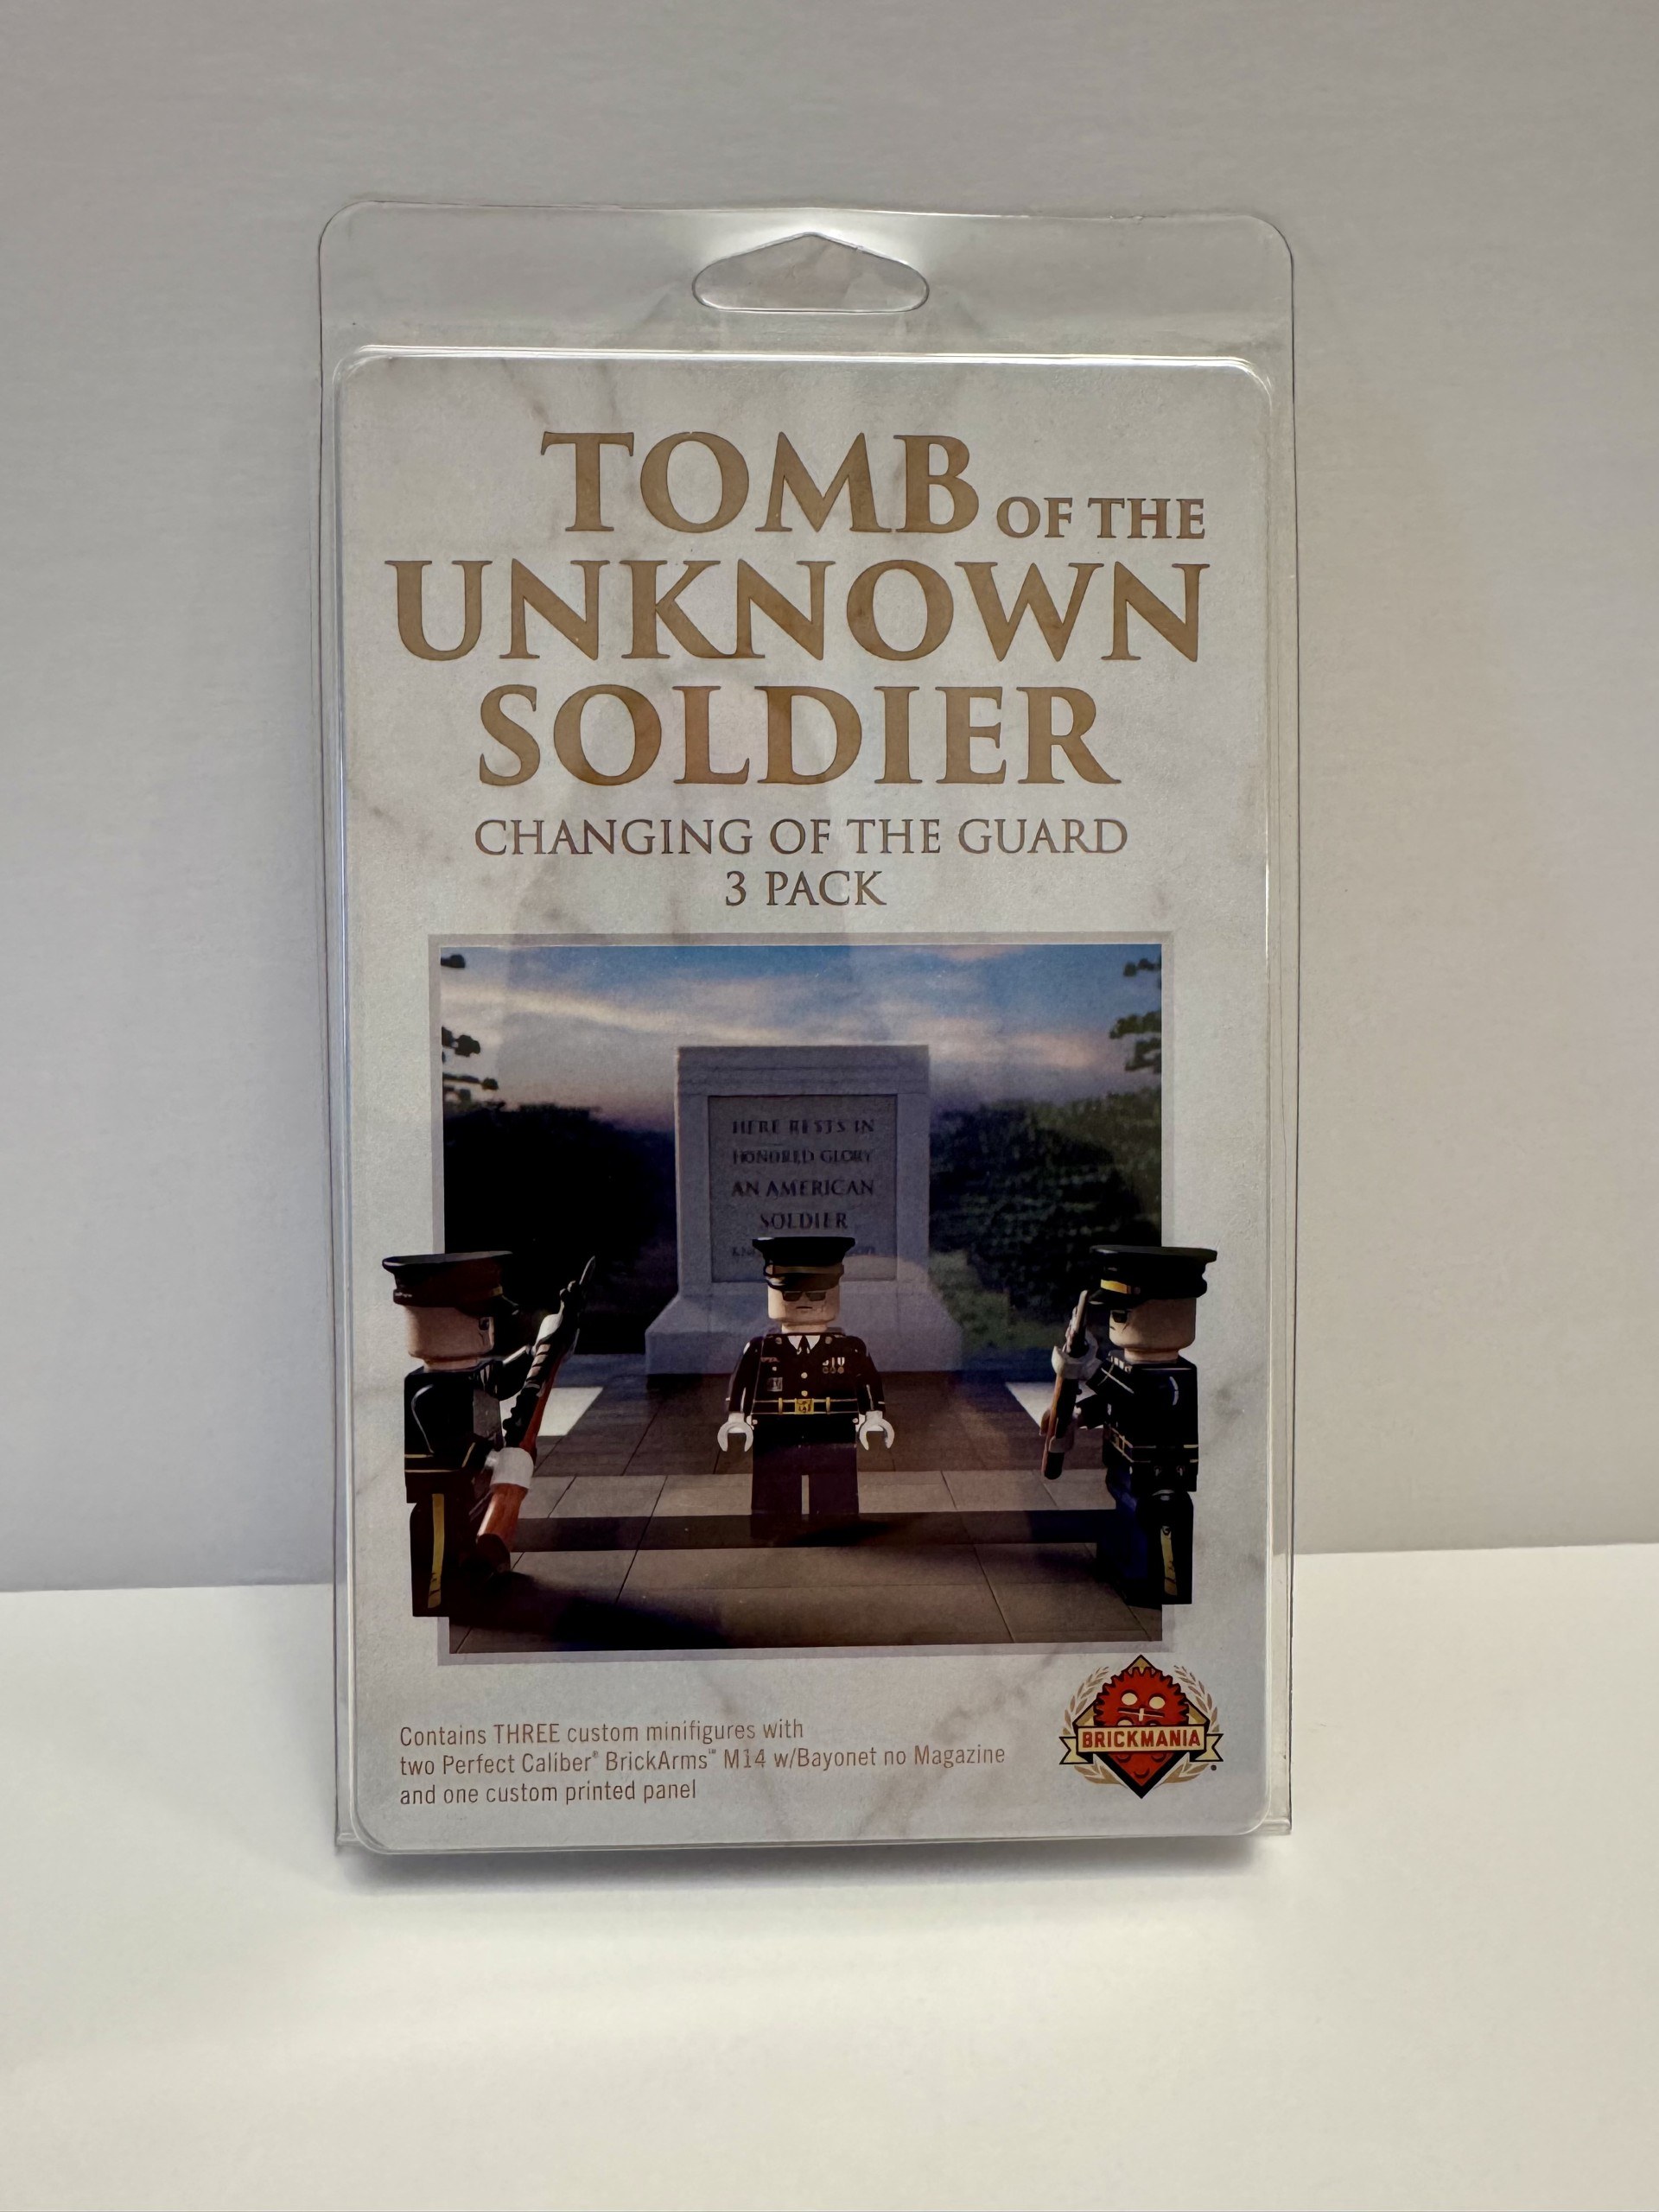 TOMB OF THE
UNKNOWN
SOLDIER
CHANGING OF THE GUARD
3 PACK
HERE RESTS IN
HONORED GLORY
AN AMERICAN
SOLDIER
Contains THREE custom minifigures with
two Perfect Caliber® BrickArms™ M14 w/Bayonet no Magazine
and one custom printed panel
BRICKMANIA